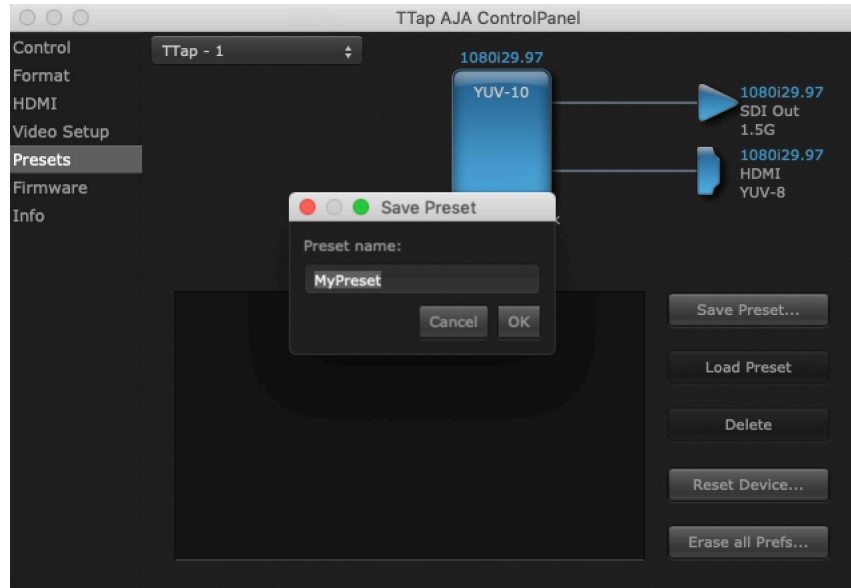 TTap AJA ControlPanel
Control
Format
HDMI
Video Setup
Presets
Firmware
Info
TTap - 1
1080i29.97
YUV-10
1080i29.97
SDI Out
1.5G
1080i29.97
HDMI
YUV-8
Save Preset
Preset name:
MyPreset
Cancel
OK
Save Preset...
Load Preset
Delete
Reset Device...
Erase all Prefs...